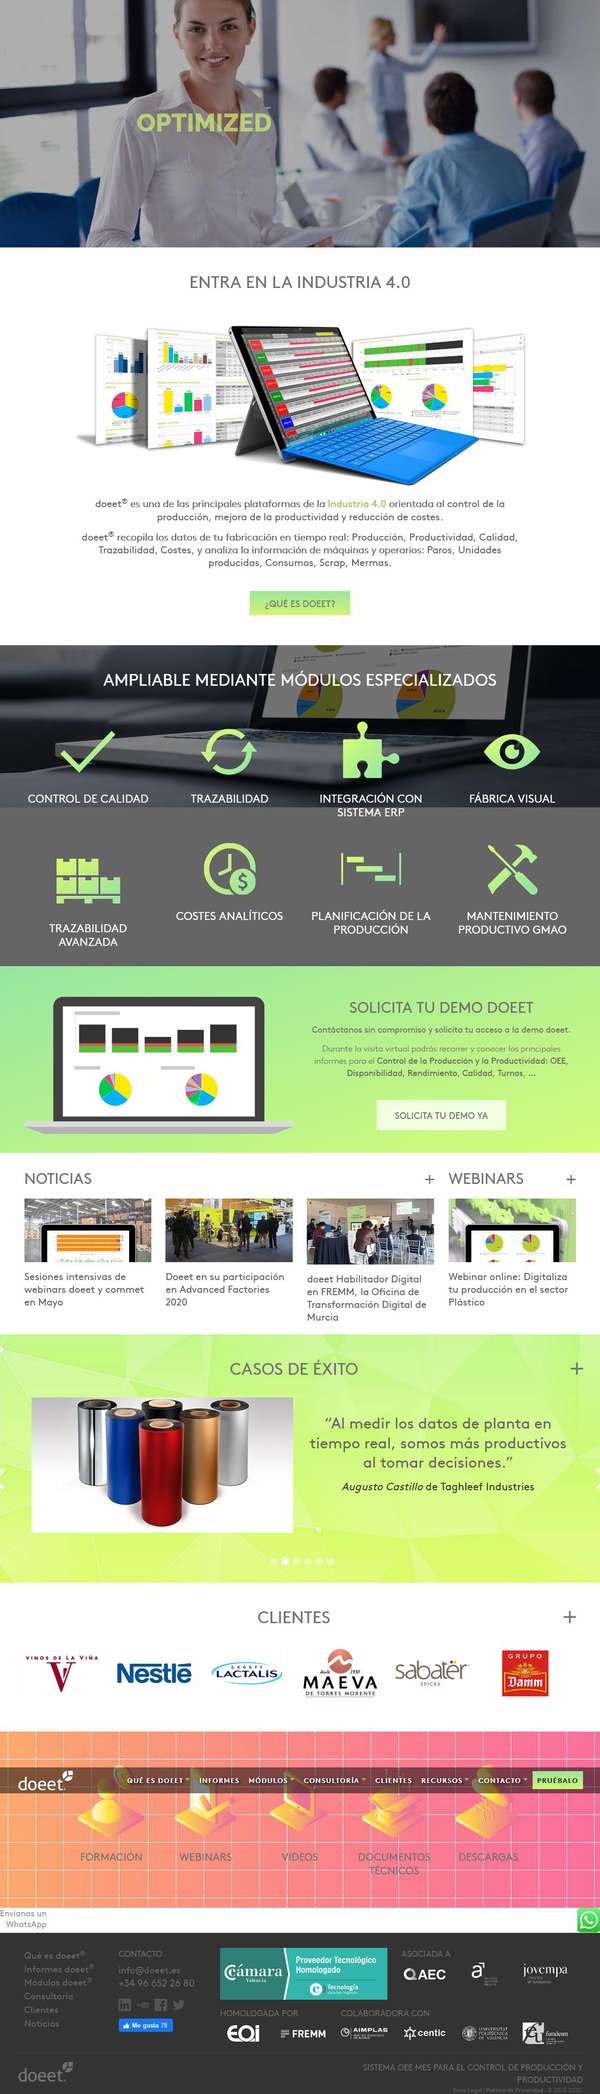 OPTIMIZED
ENTRA EN LA INDUSTRIA 4.0
doeet® es una de las principales plataformas de la Industria 4.0 orientada al control de la
producción, mejora de la productividad y reducción de costes.
doeet® recopila los datos de tu fabricación en tiempo real: Producción, Productividad, Calidad,
Trazabilidad, Costes, y analiza la información de máquinas y operarios: Paros, Unidades
producidas, Consumos, Scrap, Mermas.
¿QUÉ ES DOEET?
AMPLIABLE MEDIANTE MÓDULOS ESPECIALIZADOS
CONTROL DE CALIDAD
TRAZABILIDAD
INTEGRACIÓN CON
SISTEMA ERP
FÁBRICA VISUAL
TRAZABILIDAD
AVANZADA
COSTES ANALÍTICOS
PLANIFICACIÓN DE LA
PRODUCCIÓN
MANTENIMIENTO
PRODUCTIVO GMAO
SOLICITA TU DEMO DOEET
Contáctanos sin compromiso y solicita tu acceso a la demo doeet.
Durante la visita virtual podrás recorrer y conocer los principales
informes para el Control de la Producción y la Productividad: OEE,
Disponibilidad, Rendimiento, Calidad, Turnos, ...
SOLICITA TU DEMO YA
NOTICIAS +
Sesiones intensivas de
webinars doeet y commet
en Mayo
Doeet en su participación
en Advanced Factories
2020
doeet Habilitador Digital
en FREMM, la Oficina de
Transformación Digital de
Murcia
WEBINARS +
Webinar online: Digitaliza
tu producción en el sector
Plástico
CASOS DE ÉXITO +
“Al medir los datos de planta en
tiempo real, somos más productivos
al tomar decisiones.”
Augusto Castillo de Taghleef Industries
CLIENTES +
VINOS DE LA VIÑA
V
Nestlé
GROUPE
LACTALIS
desde 1890
MAEVA
DE TORRES MORENTE
sabater
SPICES
GRUPO
Damm
doeet
QUÉ ES DOEET INFORMES MÓDULOS CONSULTORÍA CLIENTES RECURSOS CONTACTO PRUÉBALO
FORMACIÓN
WEBINARS
VIDEOS
DOCUMENTOS
TÉCNICOS
DESCARGAS
Envíanos un
WhatsApp
Qué es doeet®
Informes doeet®
Módulos doeet®
Consultoría
Clientes
Noticias
CONTACTO
info@doeet.es
+34 96 652 26 80
Me gusta 78
Cámara
Valencia
Proveedor Tecnológico
Homologado
Tecnología
ASOCIADA A
AEC
jovempa
HOMOLOGADA POR
EOI
FREMM
COLABORADORA CON
AIMPLAS
centic
UNIVERSITAT
POLITÈCNICA
DE VALÈNCIA
fundeun
doeet
SISTEMA OEE MES PARA EL CONTROL DE PRODUCCIÓN Y
PRODUCTIVIDAD